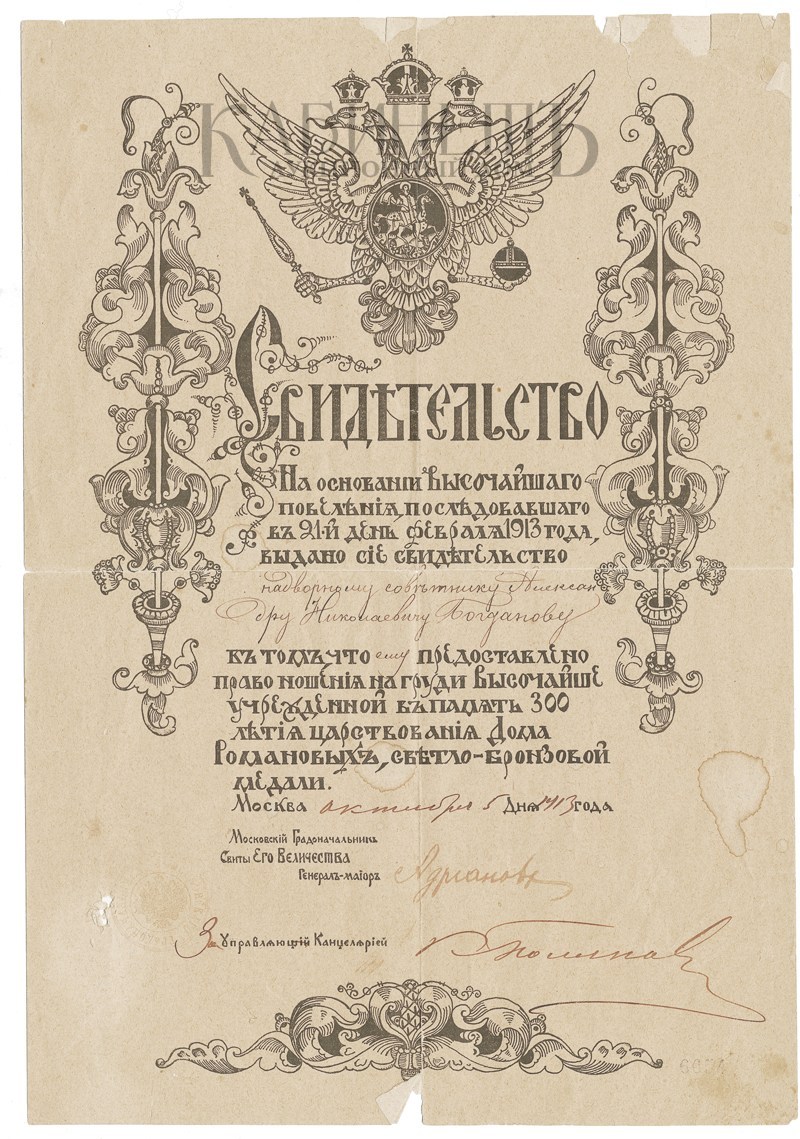 КАБИНЕТЪ
Свидѣтельство
На основаніи Высочайшаго
повелѣнія, послѣдовавшаго
въ 21-й день февраля 1913 года,
выдано сіе свидѣтельство
надворному совѣтнику Алексан
дру Николаевичу Богданову
въ томъ, что ему предоставлено
право ношенія на груди Высочайше
учрежденной въ память 300
лѣтія царствованія Дома
Романовыхъ, свѣтло-бронзовой
медали.
Москва октября 5 дня 1913 года
Московскій Градоначальникъ
Свиты Его Величества
Генералъ-маіоръ Адріановъ
За Управляющій Канцеляріей